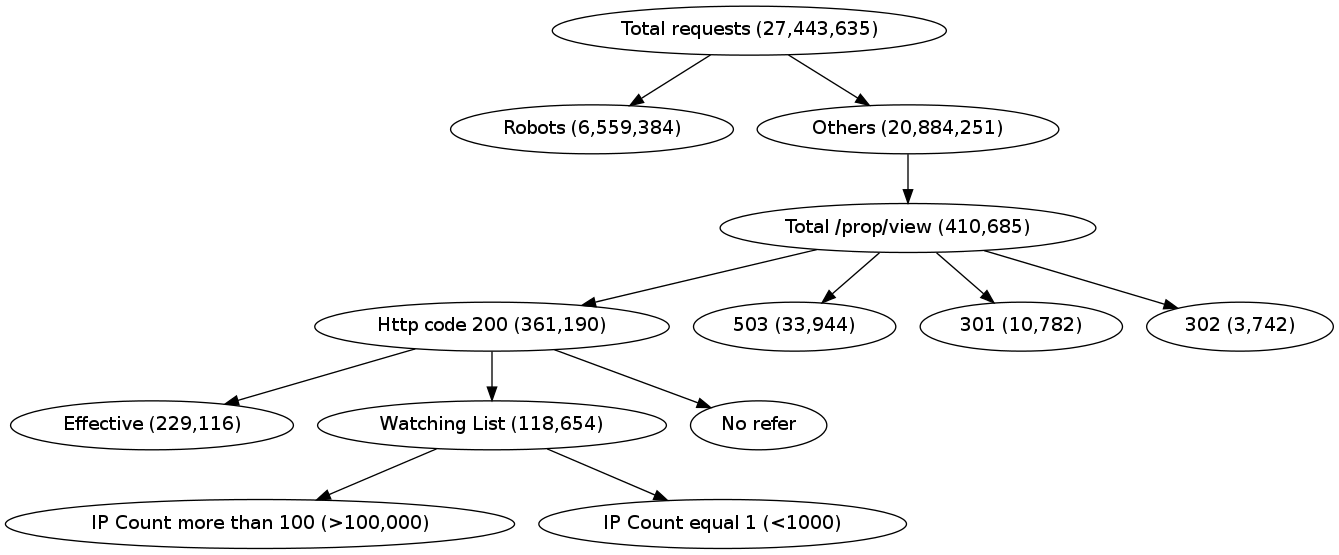 Total requests (27,443,635)
Robots (6,559,384)
Others (20,884,251)
Total /prop/view (410,685)
Http code 200 (361,190)
503 (33,944)
301 (10,782)
302 (3,742)
Effective (229,116)
Watching List (118,654)
No refer
IP Count more than 100 (>100,000)
IP Count equal 1 (<1000)